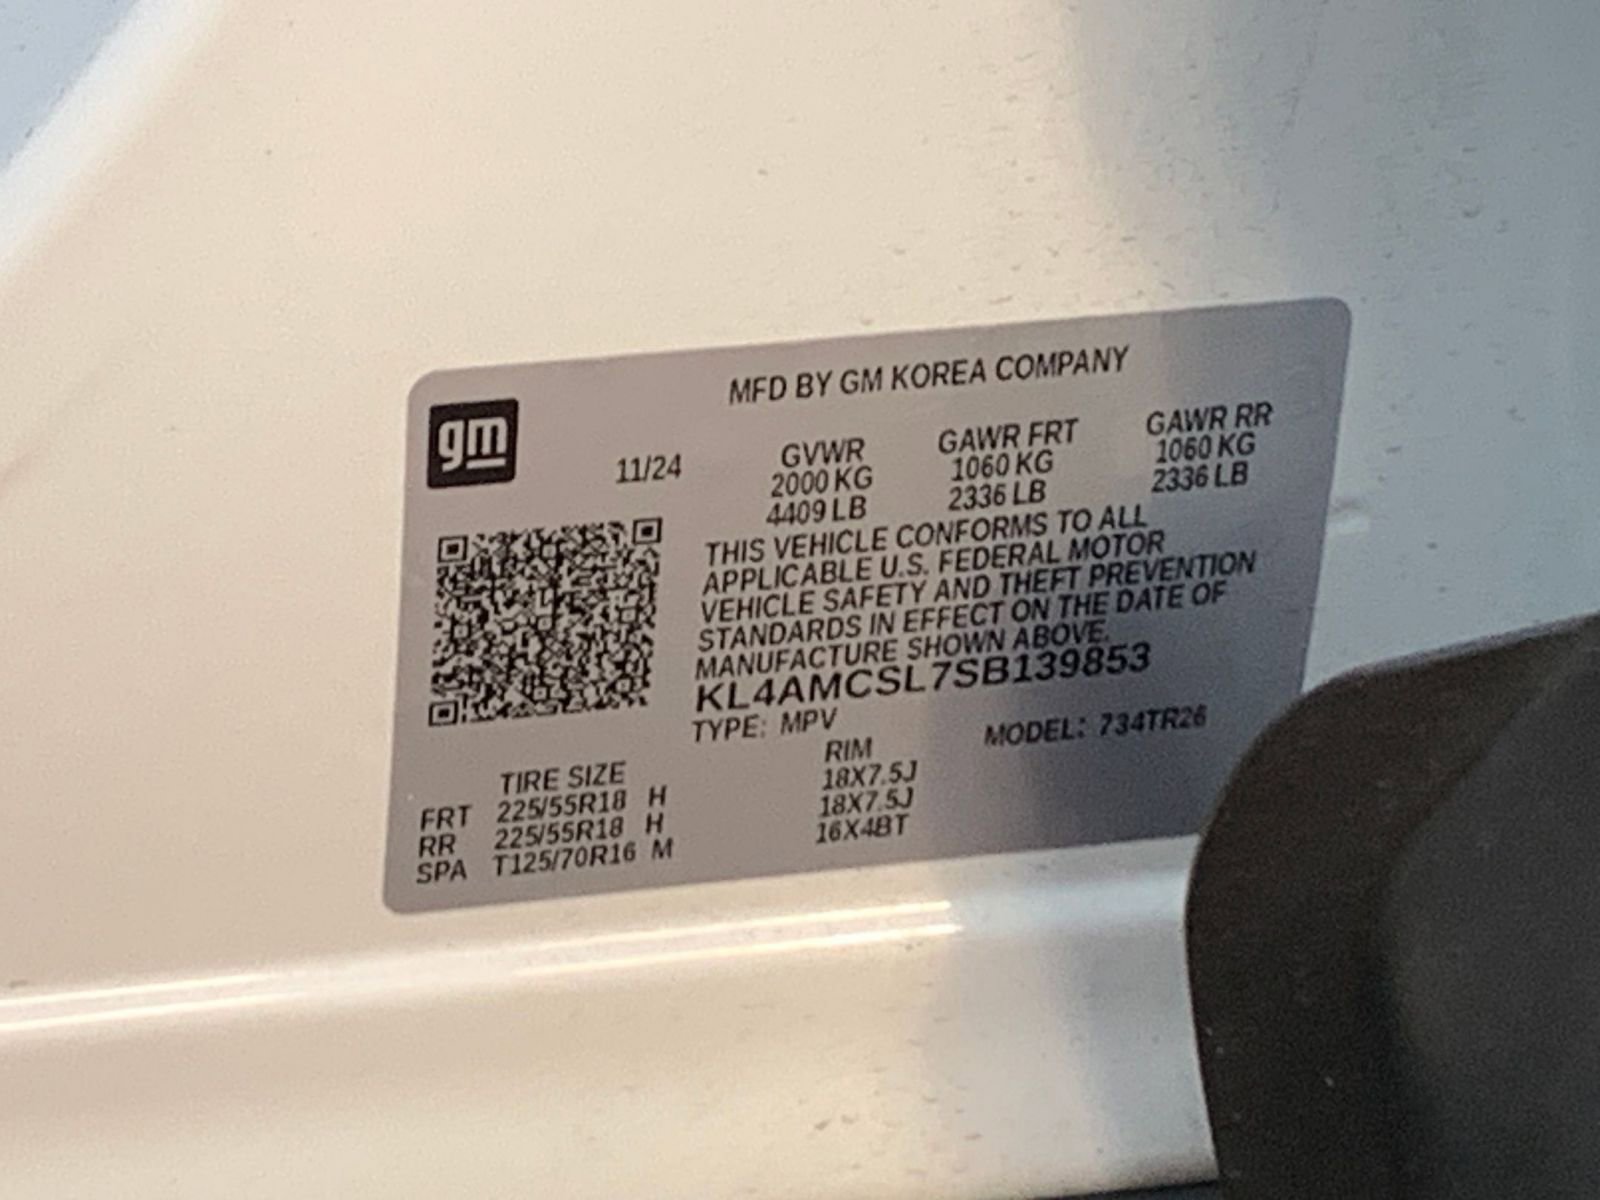 MFD BY GM KOREA COMPANY
gm
11/24
GVWR GAWR FRT GAWR RR
2000 KG 1060 KG 1060 KG
4409 LB 2336 LB 2336 LB
THIS VEHICLE CONFORMS TO ALL
APPLICABLE U.S. FEDERAL MOTOR
VEHICLE SAFETY AND THEFT PREVENTION
STANDARDS IN EFFECT ON THE DATE OF
MANUFACTURE SHOWN ABOVE.
KL4AMCSL7SB139853
TYPE: MPV MODEL: 734TR26
TIRE SIZE RIM
FRT 225/55R18 H 18X7.5J
RR 225/55R18 H 18X7.5J
SPA T125/70R16 M 16X4BT